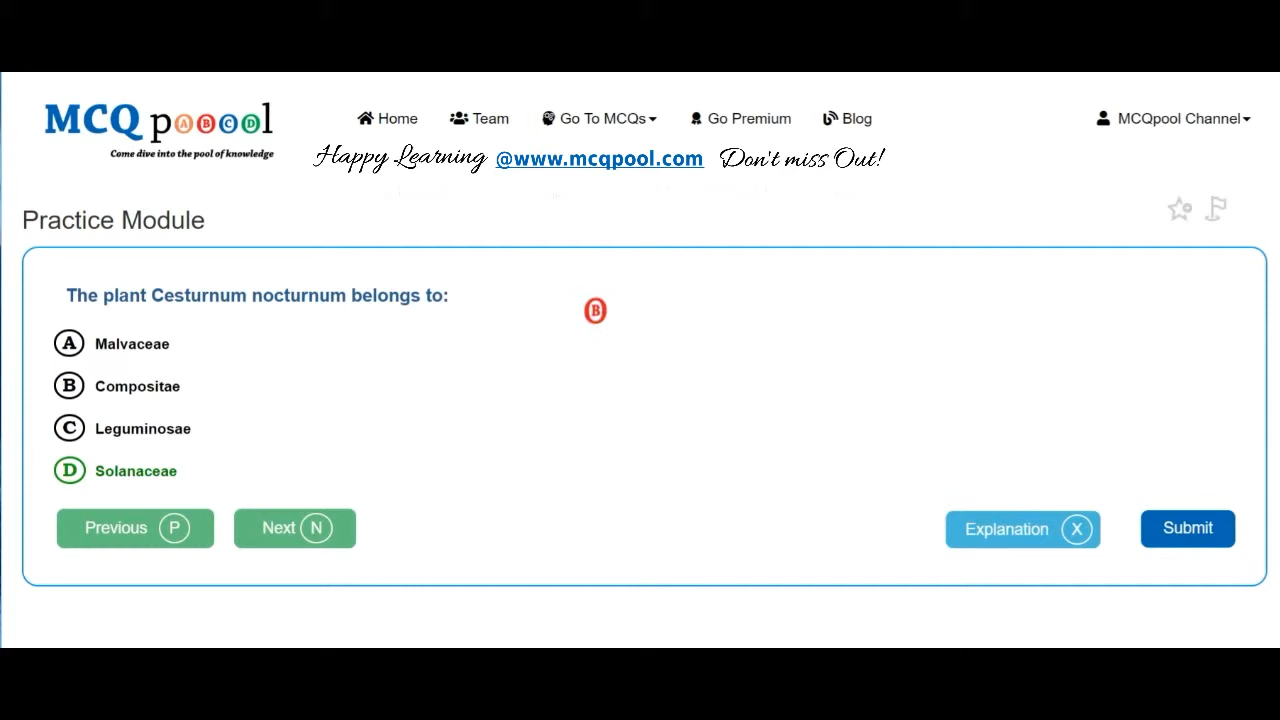 MCQ pooool
Come dive into the pool of knowledge
Home Team Go To MCQs Go Premium Blog MCQpool Channel
Happy Learning @www.mcqpool.com Don't miss Out!
Practice Module
The plant Cesturnum nocturnum belongs to:
B
A Malvaceae
B Compositae
C Leguminosae
D Solanaceae
Previous P Next N Explanation X Submit